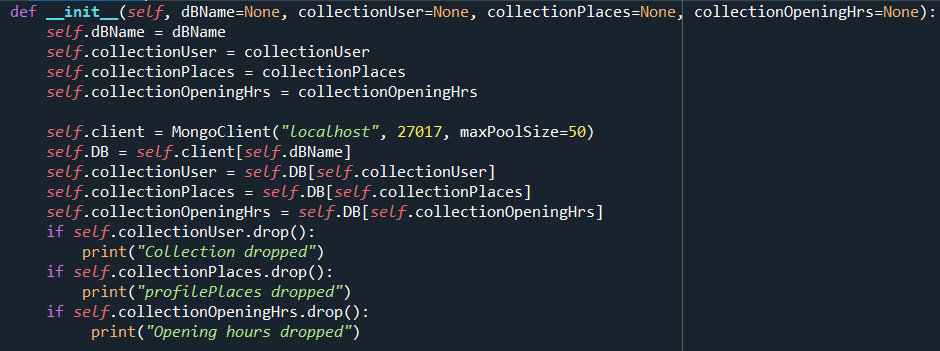 def __init__(self, dBName=None, collectionUser=None, collectionPlaces=None, collectionOpeningHrs=None):
    self.dBName = dBName
    self.collectionUser = collectionUser
    self.collectionPlaces = collectionPlaces
    self.collectionOpeningHrs = collectionOpeningHrs

    self.client = MongoClient("localhost", 27017, maxPoolSize=50)
    self.DB = self.client[self.dBName]
    self.collectionUser = self.DB[self.collectionUser]
    self.collectionPlaces = self.DB[self.collectionPlaces]
    self.collectionOpeningHrs = self.DB[self.collectionOpeningHrs]
    if self.collectionUser.drop():
        print("Collection dropped")
    if self.collectionPlaces.drop():
        print("profilePlaces dropped")
    if self.collectionOpeningHrs.drop():
         print("Opening hours dropped")